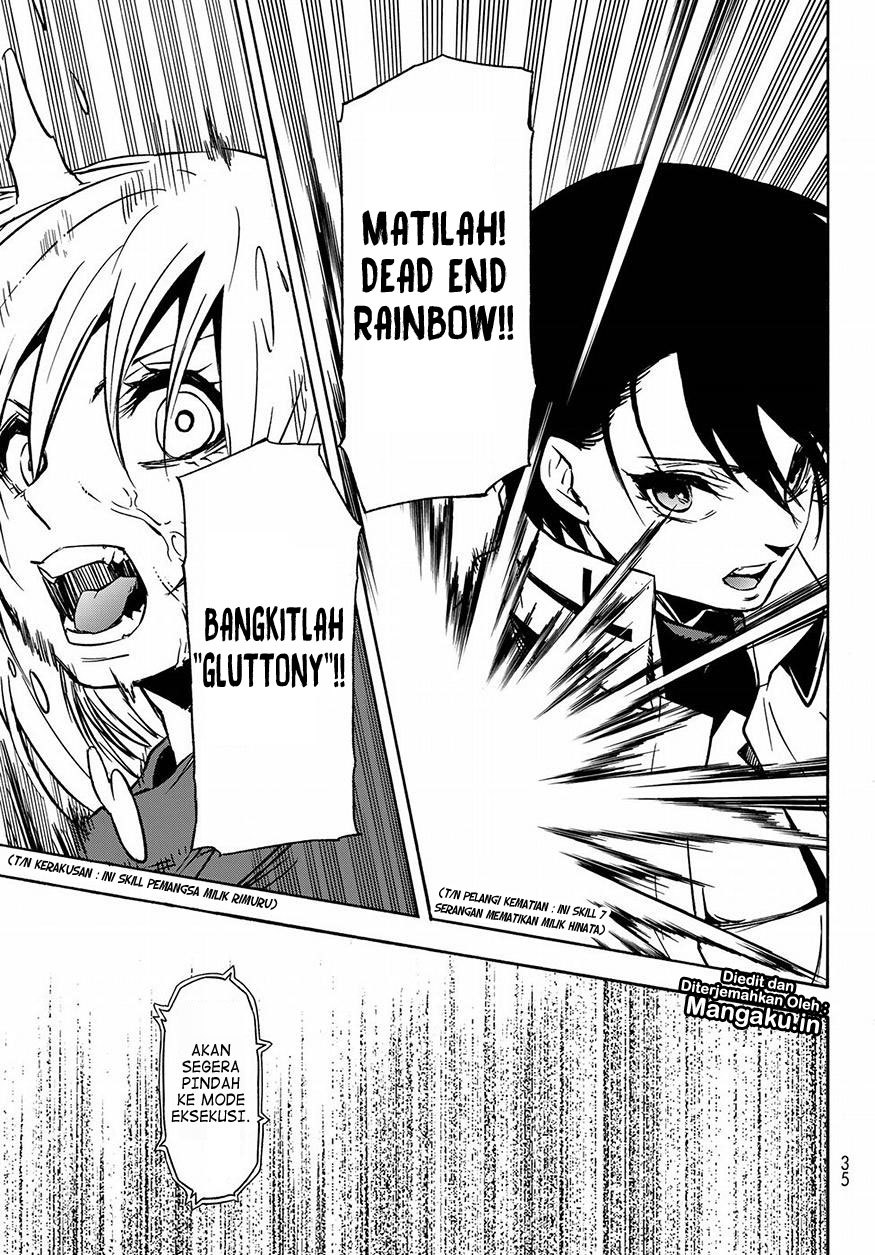 MATILAH!
DEAD END
RAINBOW!!
BANGKITLAH
"GLUTTONY"!!
(T/N PELANGI KEMATIAN : INI SKILL 7
SERANGAN MEMATIKAN MILIK HINATA)
(T/N KERAKUSAN : INI SKILL PEMANGSA MILIK RIMURU)
Diedit dan
Diterjemahkan Oleh :
Mangaku.in
AKAN
SEGERA
PINDAH
KE MODE
EKSEKUSI.
35